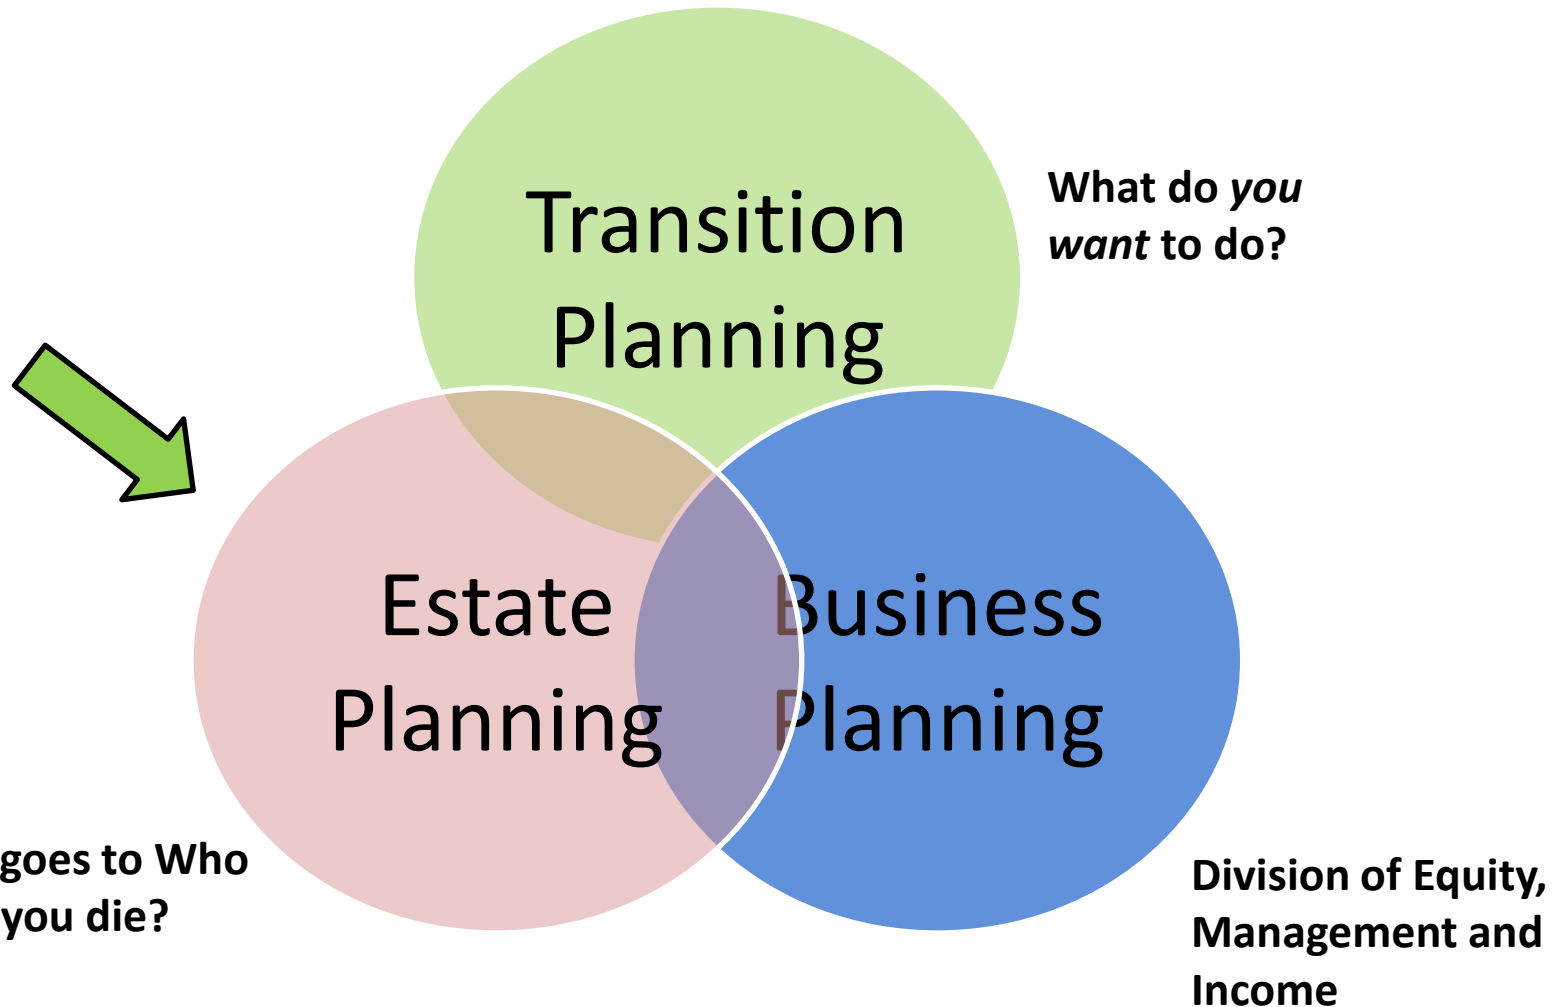 Transition
Planning
What do you
want to do?
Estate
Planning
Business
Planning
goes to Who
you die?
Division of Equity,
Management and
Income